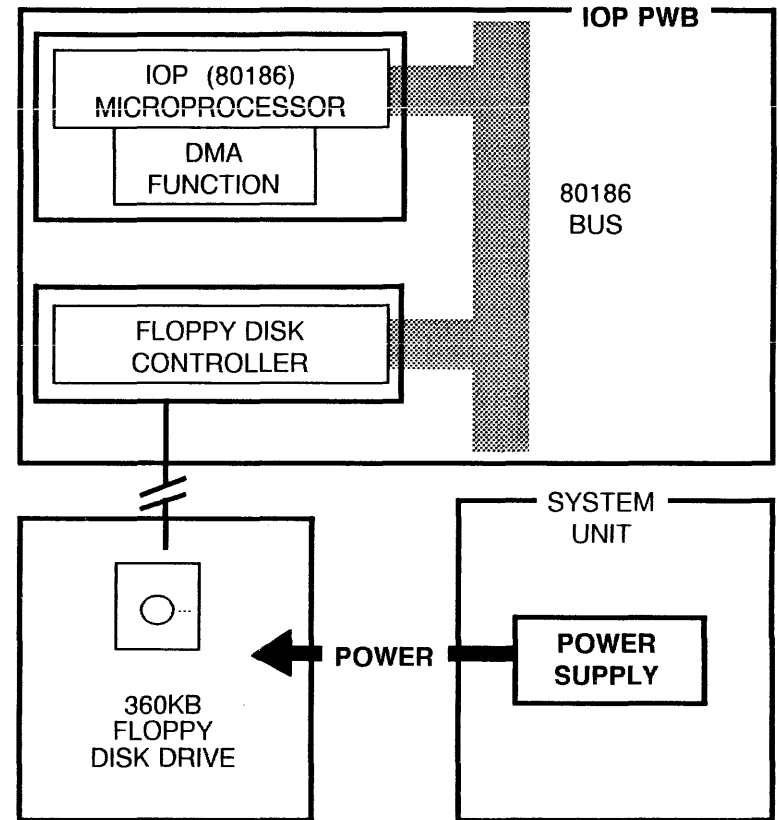 IOP PWB
IOP (80186)
MICROPROCESSOR
DMA
FUNCTION
80186
BUS
FLOPPY DISK
CONTROLLER
SYSTEM
UNIT
POWER
POWER
SUPPLY
360KB
FLOPPY
DISK DRIVE